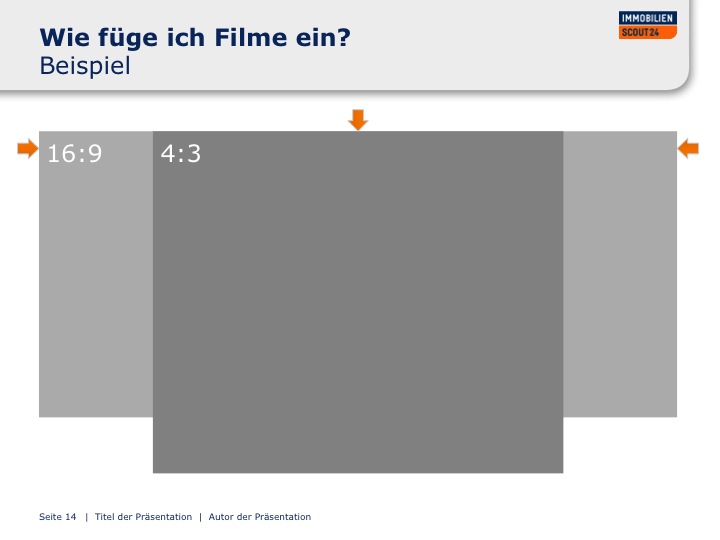 Wie füge ich Filme ein?
Beispiel
IMMOBILIEN
SCOUT24
16:9
4:3
Seite 14 | Titel der Präsentation | Autor der Präsentation